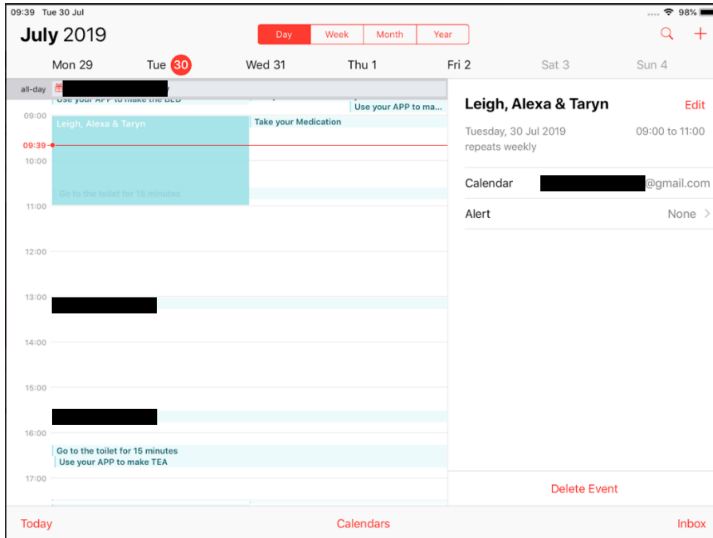 09:39 Tue 30 Jul
98%
July 2019
Day Week Month Year
Mon 29 Tue 30 Wed 31 Thu 1 Fri 2 Sat 3 Sun 4
all-day
Use your APP to make the BED
Use your APP to ma...
09:00
Leigh, Alexa & Taryn
Take your Medication
09:39
10:00
Go to the toilet for 15 minutes
11:00
12:00
13:00
14:00
15:00
16:00
Go to the toilet for 15 minutes
Use your APP to make TEA
17:00
Leigh, Alexa & Taryn Edit
Tuesday, 30 Jul 2019 09:00 to 11:00
repeats weekly
Calendar @gmail.com
Alert None >
Delete Event
Today Calendars Inbox